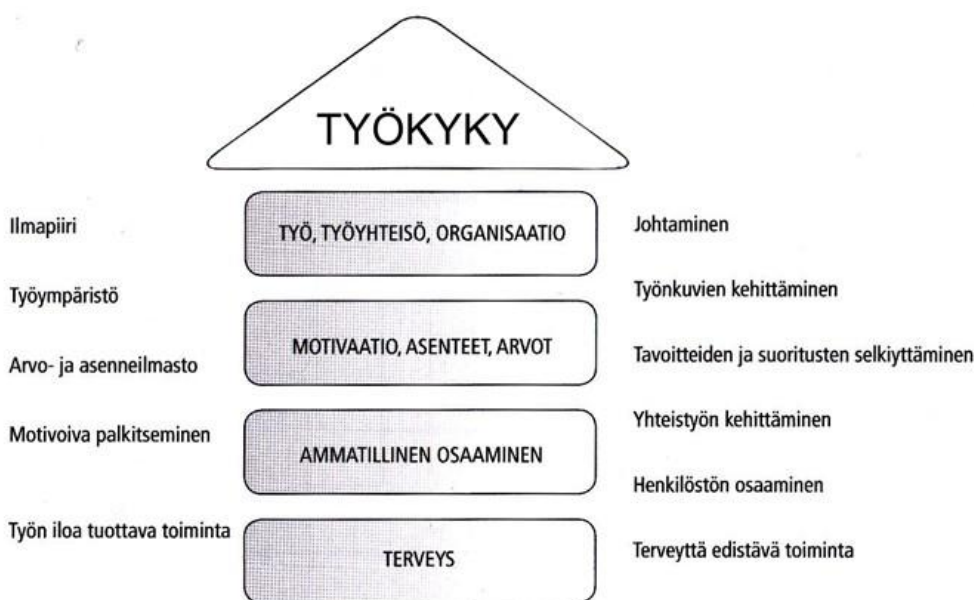 TYÖKYKY
Ilmapiiri
TYÖ, TYÖYHTEISÖ, ORGANISAATIO
Johtaminen
Työympäristö
Työnkuvien kehittäminen
MOTIVAATIO, ASENTEET, ARVOT
Arvo- ja asenneilmasto
Tavoitteiden ja suoritusten selkiyttäminen
Motivoiva palkitseminen
Yhteistyön kehittäminen
AMMATILLINEN OSAAMINEN
Henkilöstön osaaminen
Työn iloa tuottava toiminta
TERVEYS
Terveyttä edistävä toiminta